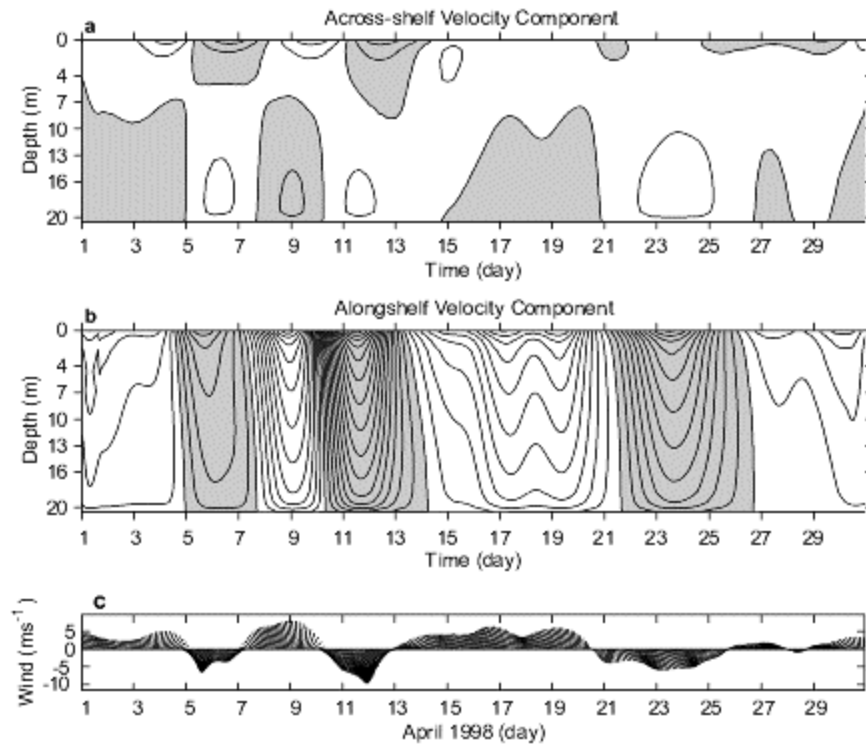 a
Across-shelf Velocity Component
0
4
7
10
13
16
20
Depth (m)
1 3 5 7 9 11 13 15 17 19 21 23 25 27 29
Time (day)
b
Alongshelf Velocity Component
0
4
7
10
13
16
20
Depth (m)
1 3 5 7 9 11 13 15 17 19 21 23 25 27 29
Time (day)
c
5
0
-5
-10
Wind (ms⁻¹ )
1 3 5 7 9 11 13 15 17 19 21 23 25 27 29
April 1998 (day)